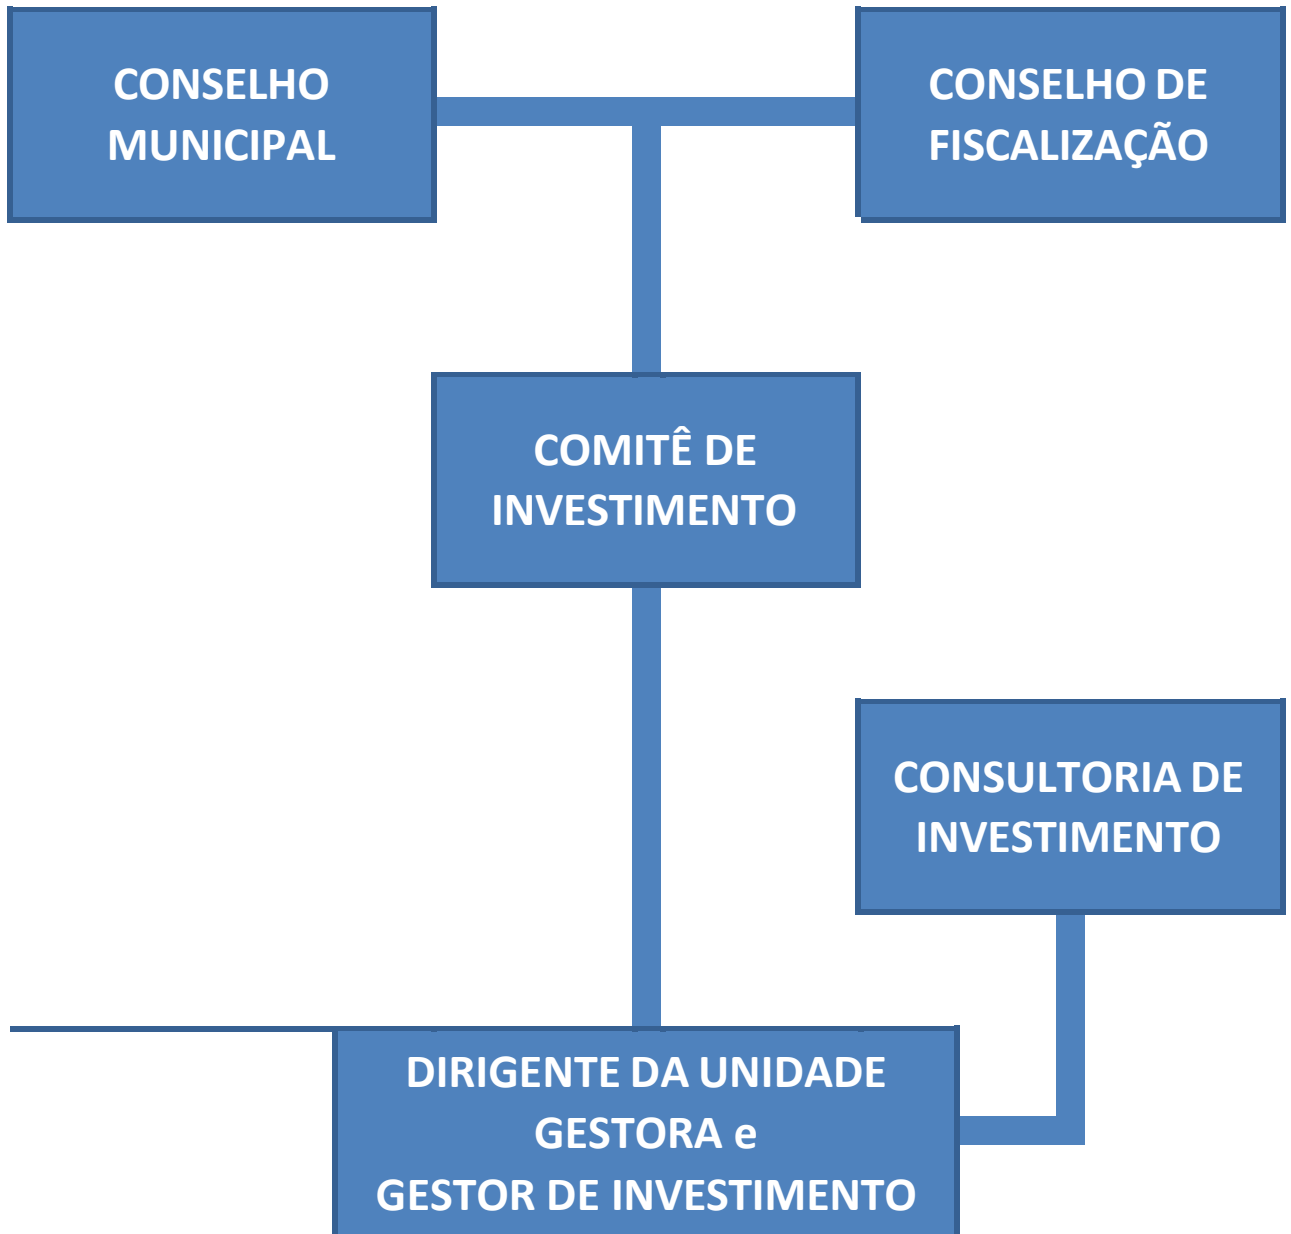 CONSELHO
MUNICIPAL
CONSELHO DE
FISCALIZAÇÃO
COMITÊ DE
INVESTIMENTO
CONSULTORIA DE
INVESTIMENTO
DIRIGENTE DA UNIDADE
GESTORA e
GESTOR DE INVESTIMENTO